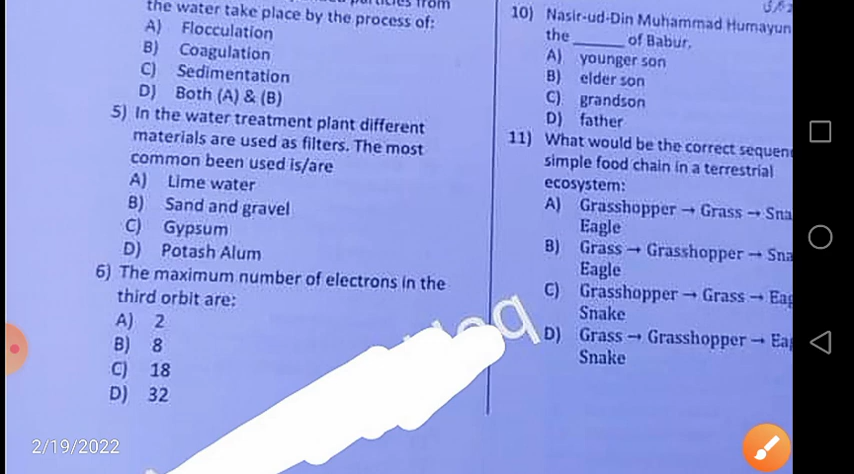 the water take place by the process of:
A) Flocculation
B) Coagulation
C) Sedimentation
D) Both (A) & (B)
5) In the water treatment plant different
materials are used as filters. The most
common been used is/are
A) Lime water
B) Sand and gravel
C) Gypsum
D) Potash Alum
6) The maximum number of electrons in the
third orbit are:
A) 2
B) 8
C) 18
D) 32
10) Nasir-ud-Din Muhammad Humayun
the ______ of Babur.
A) younger son
B) elder son
C) grandson
D) father
11) What would be the correct sequen
simple food chain in a terrestrial
ecosystem:
A) Grasshopper → Grass → Sna
Eagle
B) Grass → Grasshopper → Sna
Eagle
C) Grasshopper → Grass → Eag
Snake
D) Grass → Grasshopper → Eag
Snake
2/19/2022